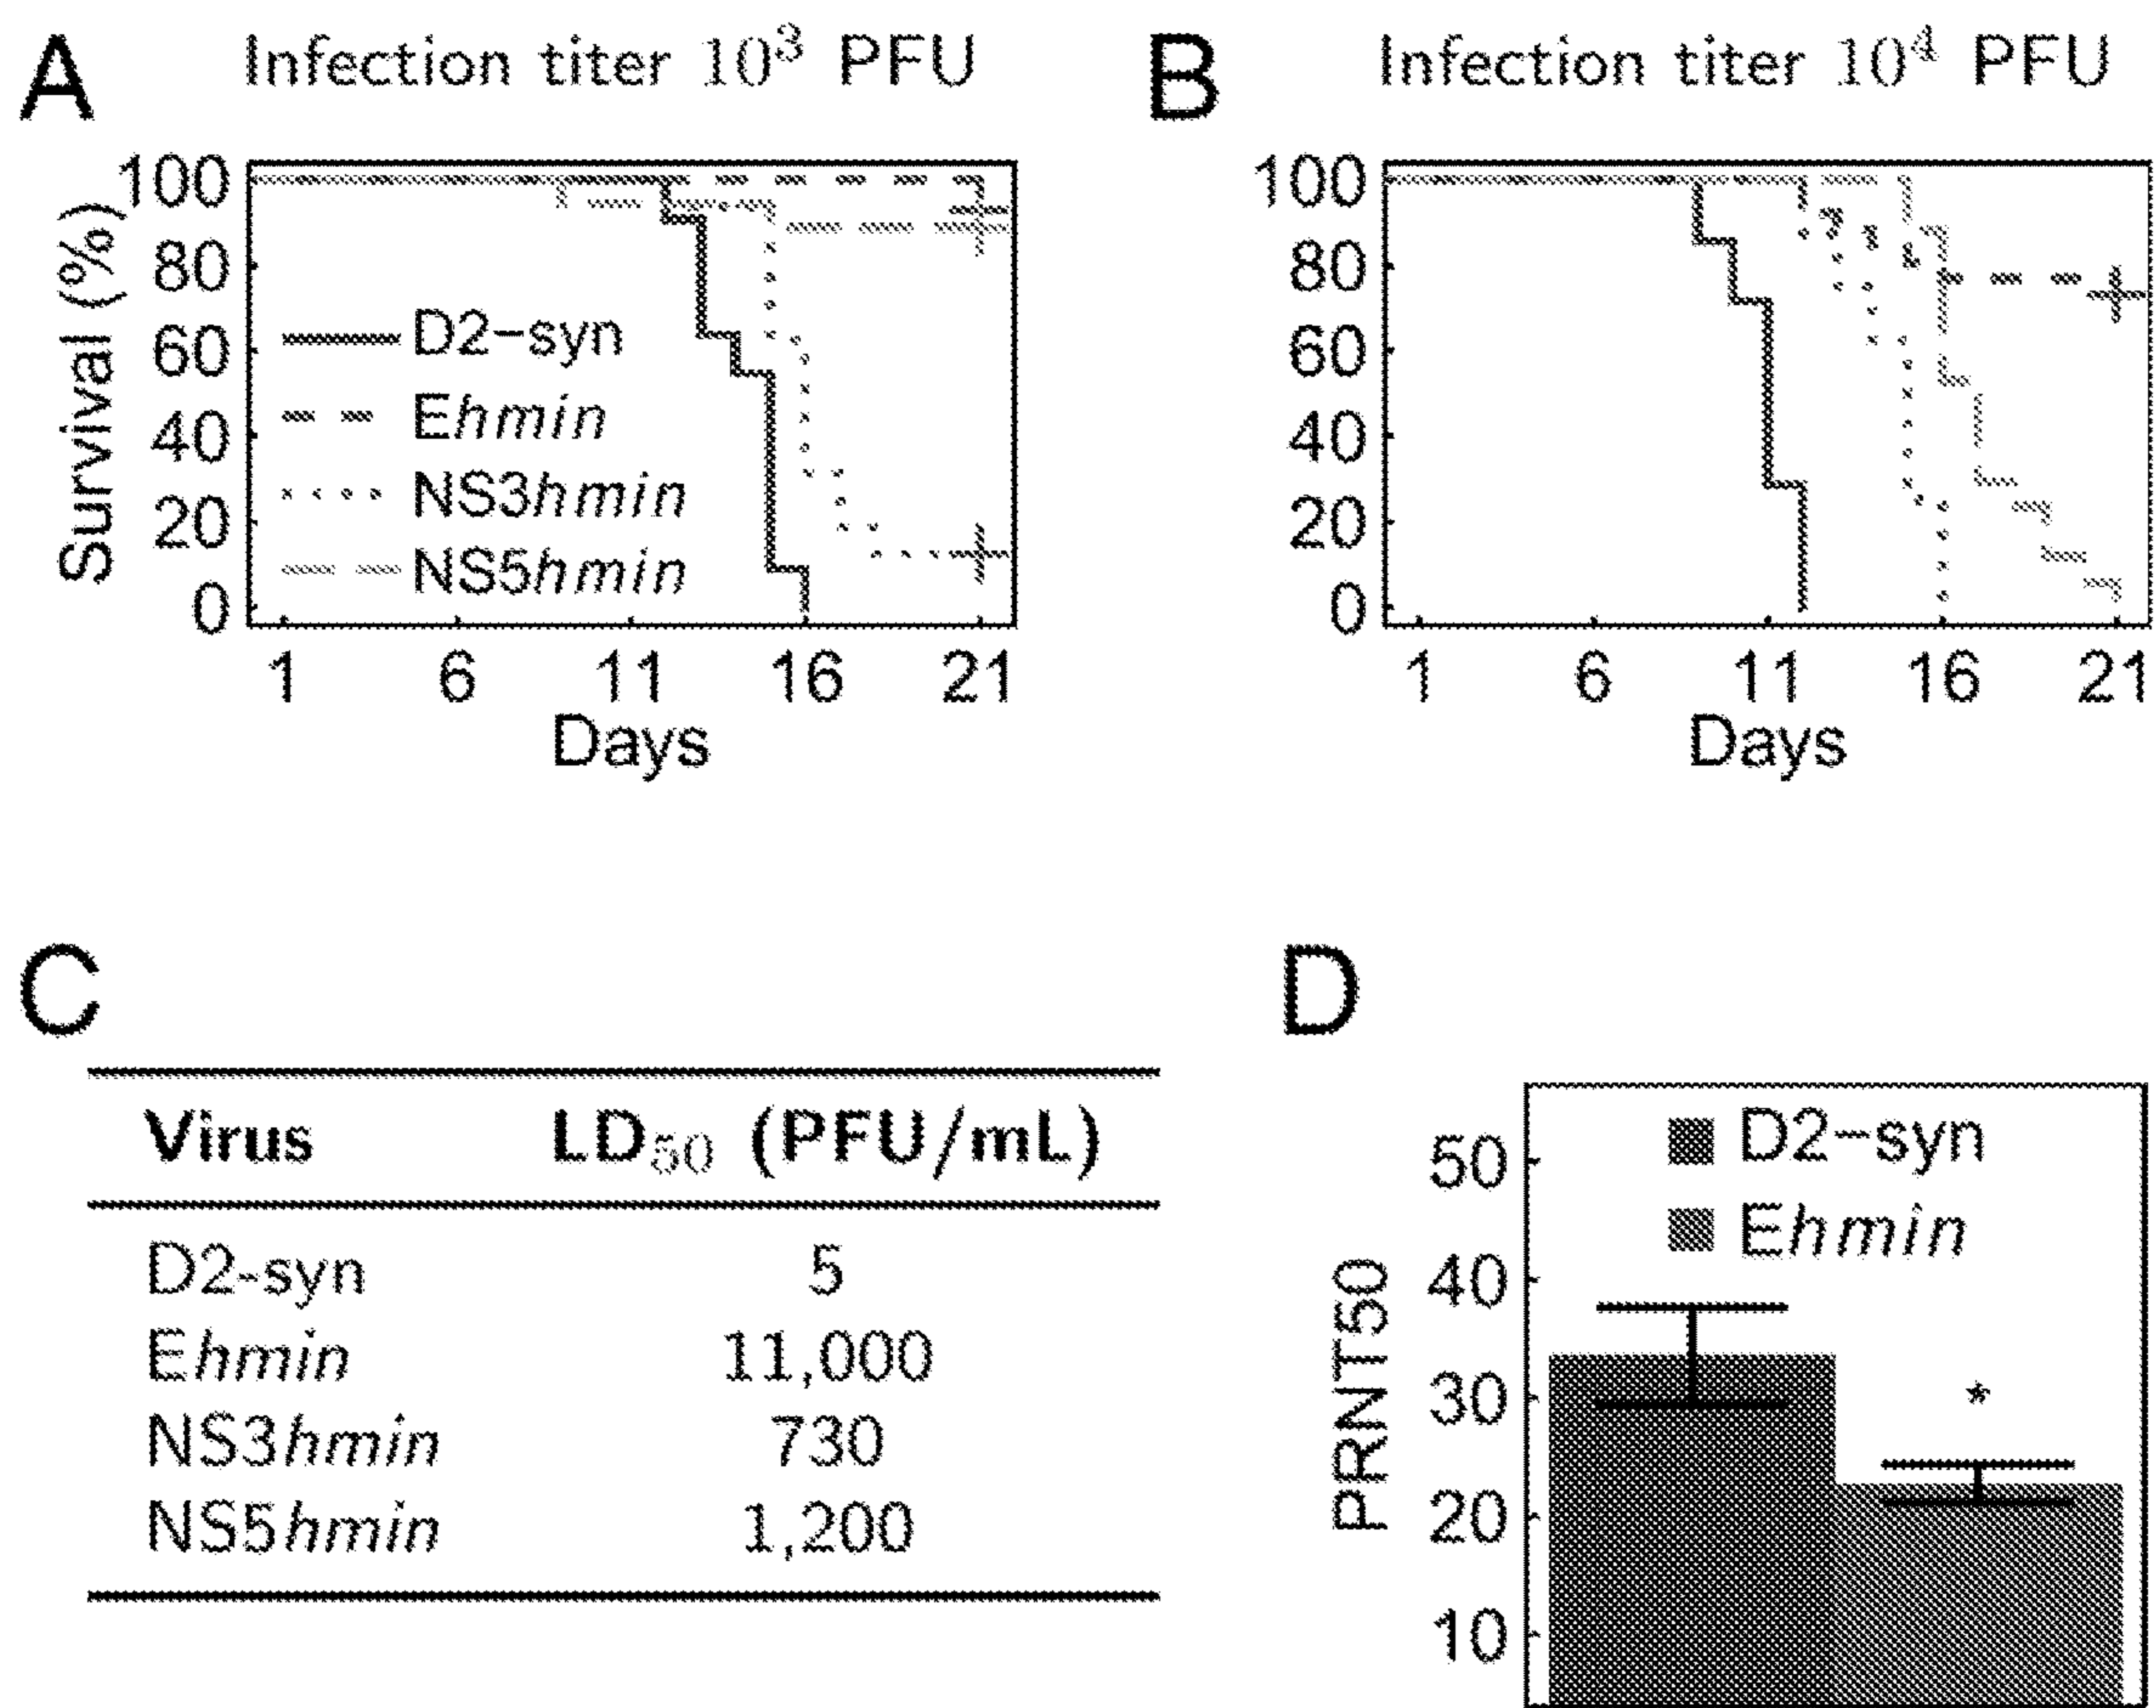 A
Infection titer 10³ PFU
Survival (%)
100
80
60
40
20
0
D2-syn
Ehmin
NS3hmin
NS5hmin
1 6 11 16 21
Days
B
Infection titer 10⁴ PFU
100
80
60
40
20
0
1 6 11 16 21
Days
C
Virus LD₅₀ (PFU/mL)
D2-syn 5
Ehmin 11,000
NS3hmin 730
NS5hmin 1,200
D
PRNT50
50
40
30
20
10
D2-syn
Ehmin
*